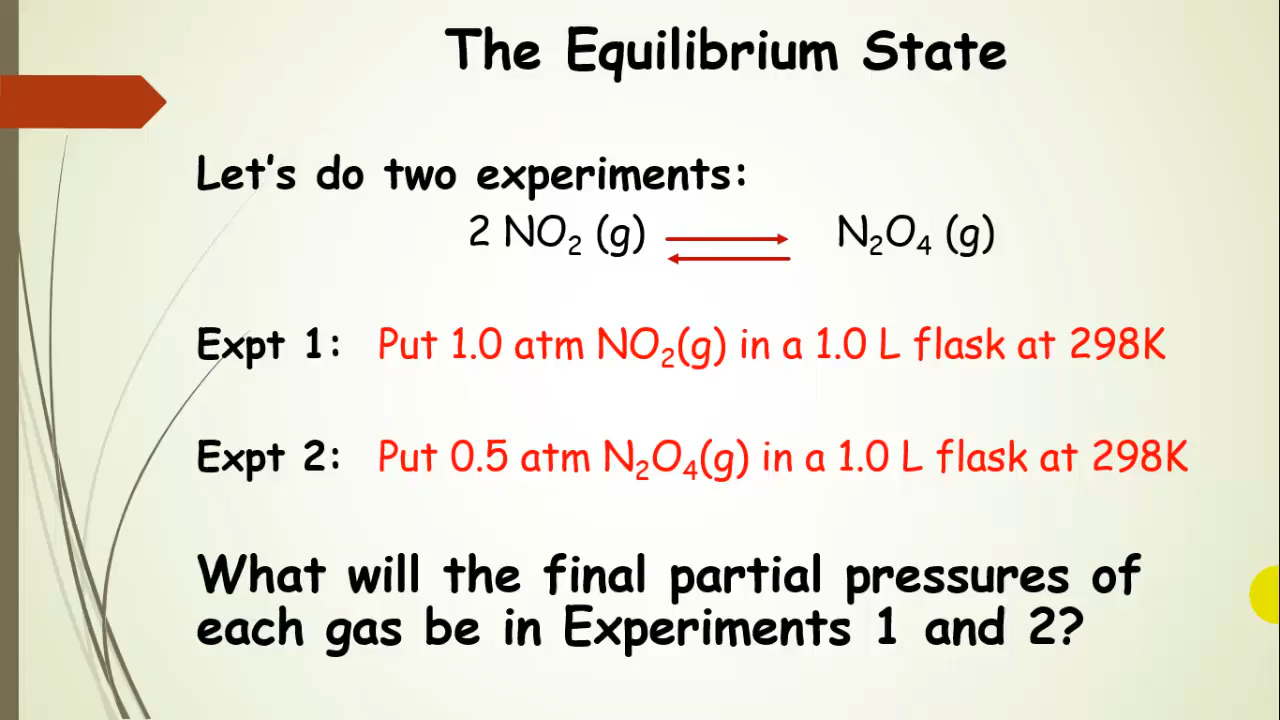 The Equilibrium State
Let's do two experiments:
2 NO₂ (g) ⇄ N₂O₄ (g)
Expt 1: Put 1.0 atm NO₂(g) in a 1.0 L flask at 298K
Expt 2: Put 0.5 atm N₂O₄(g) in a 1.0 L flask at 298K
What will the final partial pressures of
each gas be in Experiments 1 and 2?